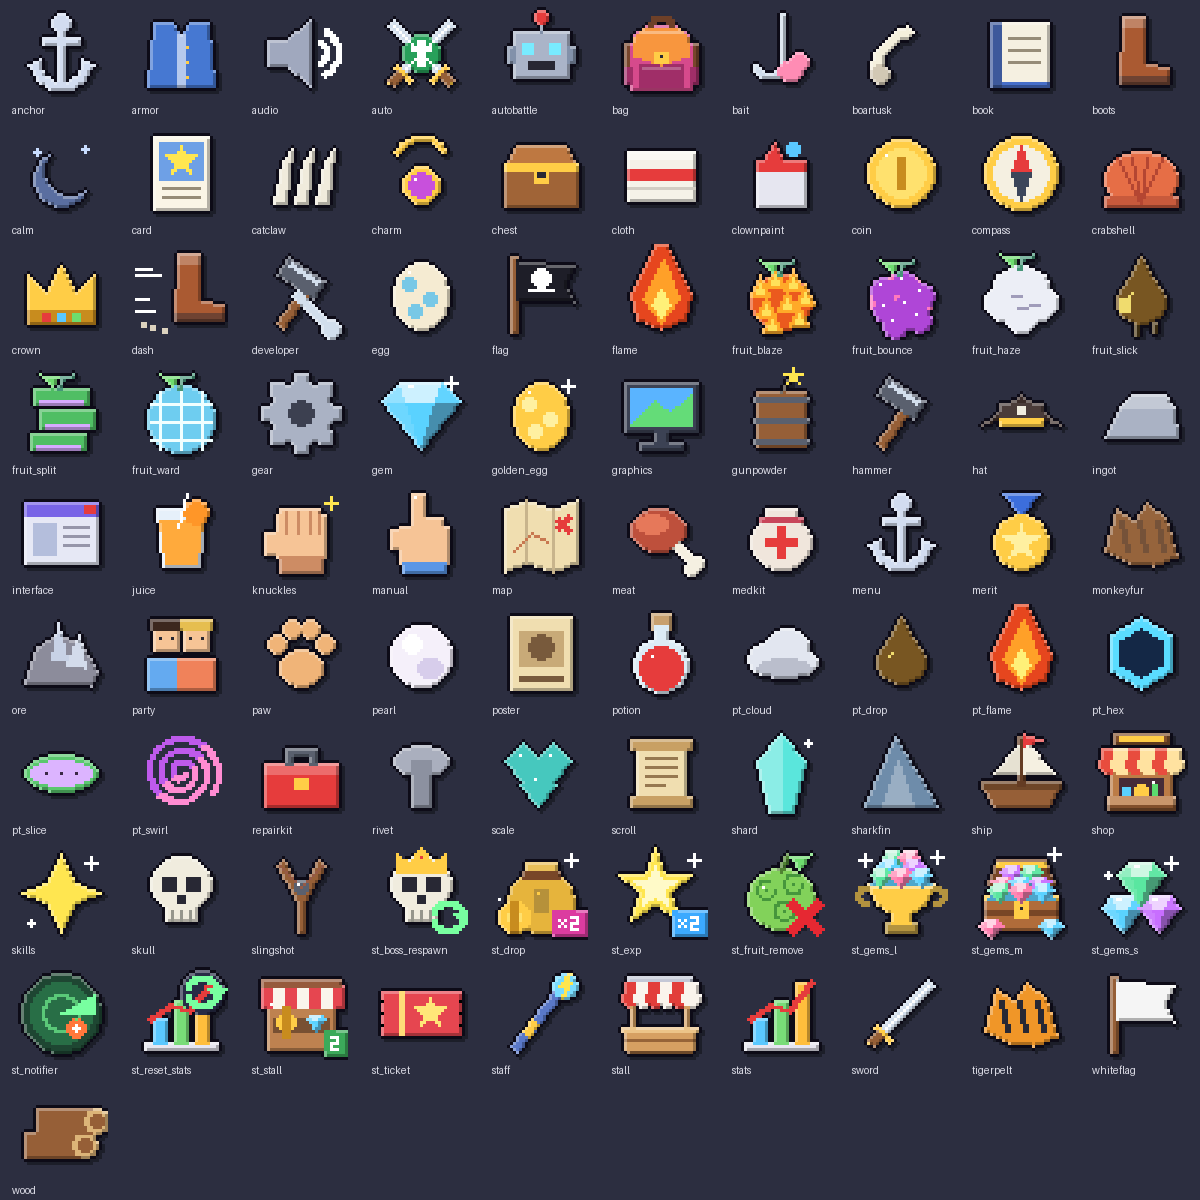 anchor armor audio auto autobattle bag bait boartusk book boots
calm card catclaw charm chest cloth clownpaint coin compass crabshell
crown dash developer egg flag flame fruit_blaze fruit_bounce fruit_haze fruit_slick
fruit_split fruit_ward gear gem golden_egg graphics gunpowder hammer hat ingot
interface juice knuckles manual map meat medkit menu merit monkeyfur
ore party paw pearl poster potion pt_cloud pt_drop pt_flame pt_hex
pt_slice pt_swirl repairkit rivet scale scroll shard sharkfin ship shop
×2 ×2
skills skull slingshot st_boss_respawn st_drop st_exp st_fruit_remove st_gems_l st_gems_m st_gems_s
2
st_notifier st_reset_stats st_stall st_ticket staff stall stats sword tigerpelt whiteflag
wood